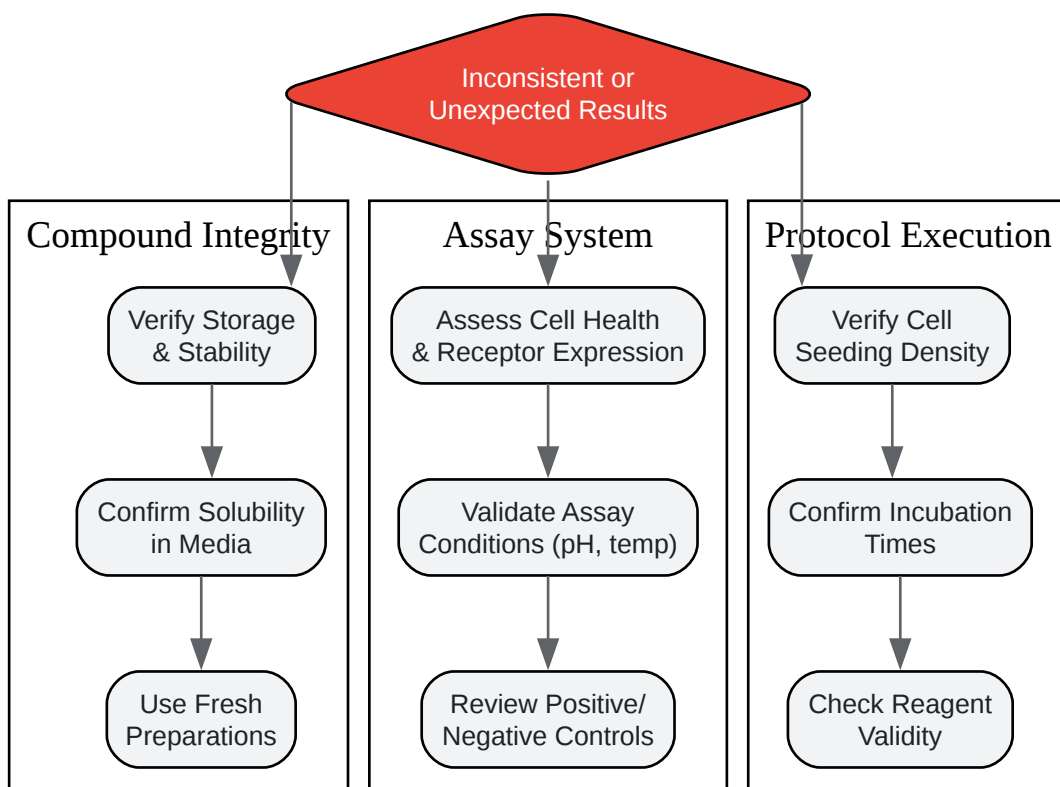 Inconsistent or
Unexpected Results
Compound Integrity
Verify Storage
& Stability
Confirm Solubility
in Media
Use Fresh
Preparations
Assay System
Assess Cell Health
& Receptor Expression
Validate Assay
Conditions (pH, temp)
Review Positive/
Negative Controls
Protocol Execution
Verify Cell
Seeding Density
Confirm Incubation
Times
Check Reagent
Validity